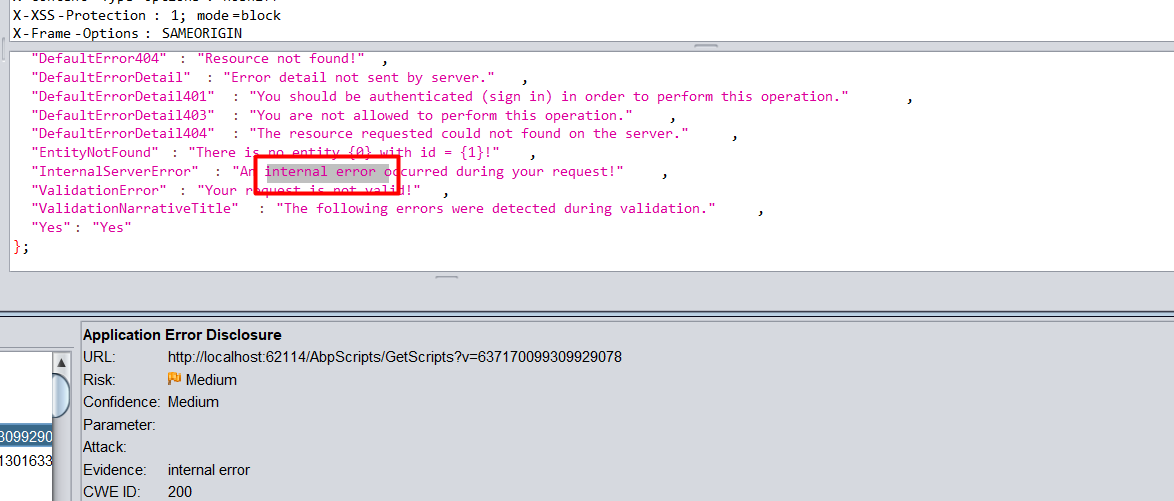 X-XSS-Protection : 1; mode=block
X-Frame-Options : SAMEORIGIN
"DefaultError404" : "Resource not found!" ,
"DefaultErrorDetail" : "Error detail not sent by server." ,
"DefaultErrorDetail401" : "You should be authenticated (sign in) in order to perform this operation." ,
"DefaultErrorDetail403" : "You are not allowed to perform this operation." ,
"DefaultErrorDetail404" : "The resource requested could not found on the server." ,
"EntityNotFound" : "There is no entity {0} with id = {1}!" ,
"InternalServerError" : "An internal error occurred during your request!" ,
"ValidationError" : "Your request is not valid!" ,
"ValidationNarrativeTitle" : "The following errors were detected during validation." ,
"Yes" : "Yes"
};
Application Error Disclosure
URL: http://localhost:62114/AbpScripts/GetScripts?v=637170099309929078
Risk: Medium
Confidence: Medium
Parameter:
Attack:
Evidence: internal error
CWE ID: 200
3099290
1301633